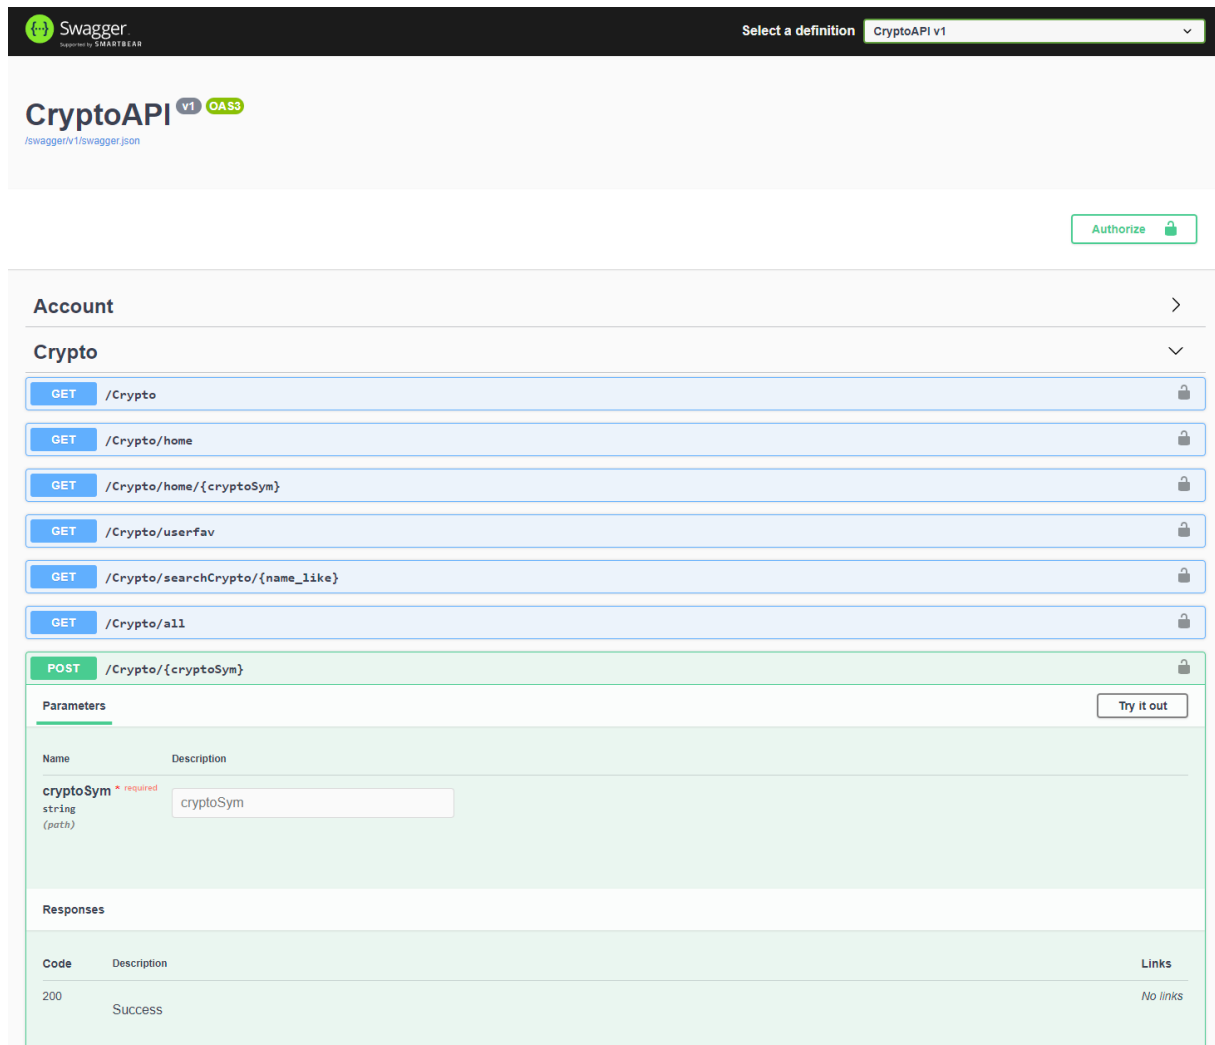 {...} Swagger.
Supported by SMARTBEAR
Select a definition
CryptoAPI v1
CryptoAPI v1 OAS3
/swagger/v1/swagger.json
Authorize
Account
Crypto
GET /Crypto
GET /Crypto/home
GET /Crypto/home/{cryptoSym}
GET /Crypto/userfav
GET /Crypto/searchCrypto/{name_like}
GET /Crypto/all
POST /Crypto/{cryptoSym}
Parameters
Try it out
Name Description
cryptoSym * required
string
(path)
cryptoSym
Responses
Code Description Links
200 Success No links